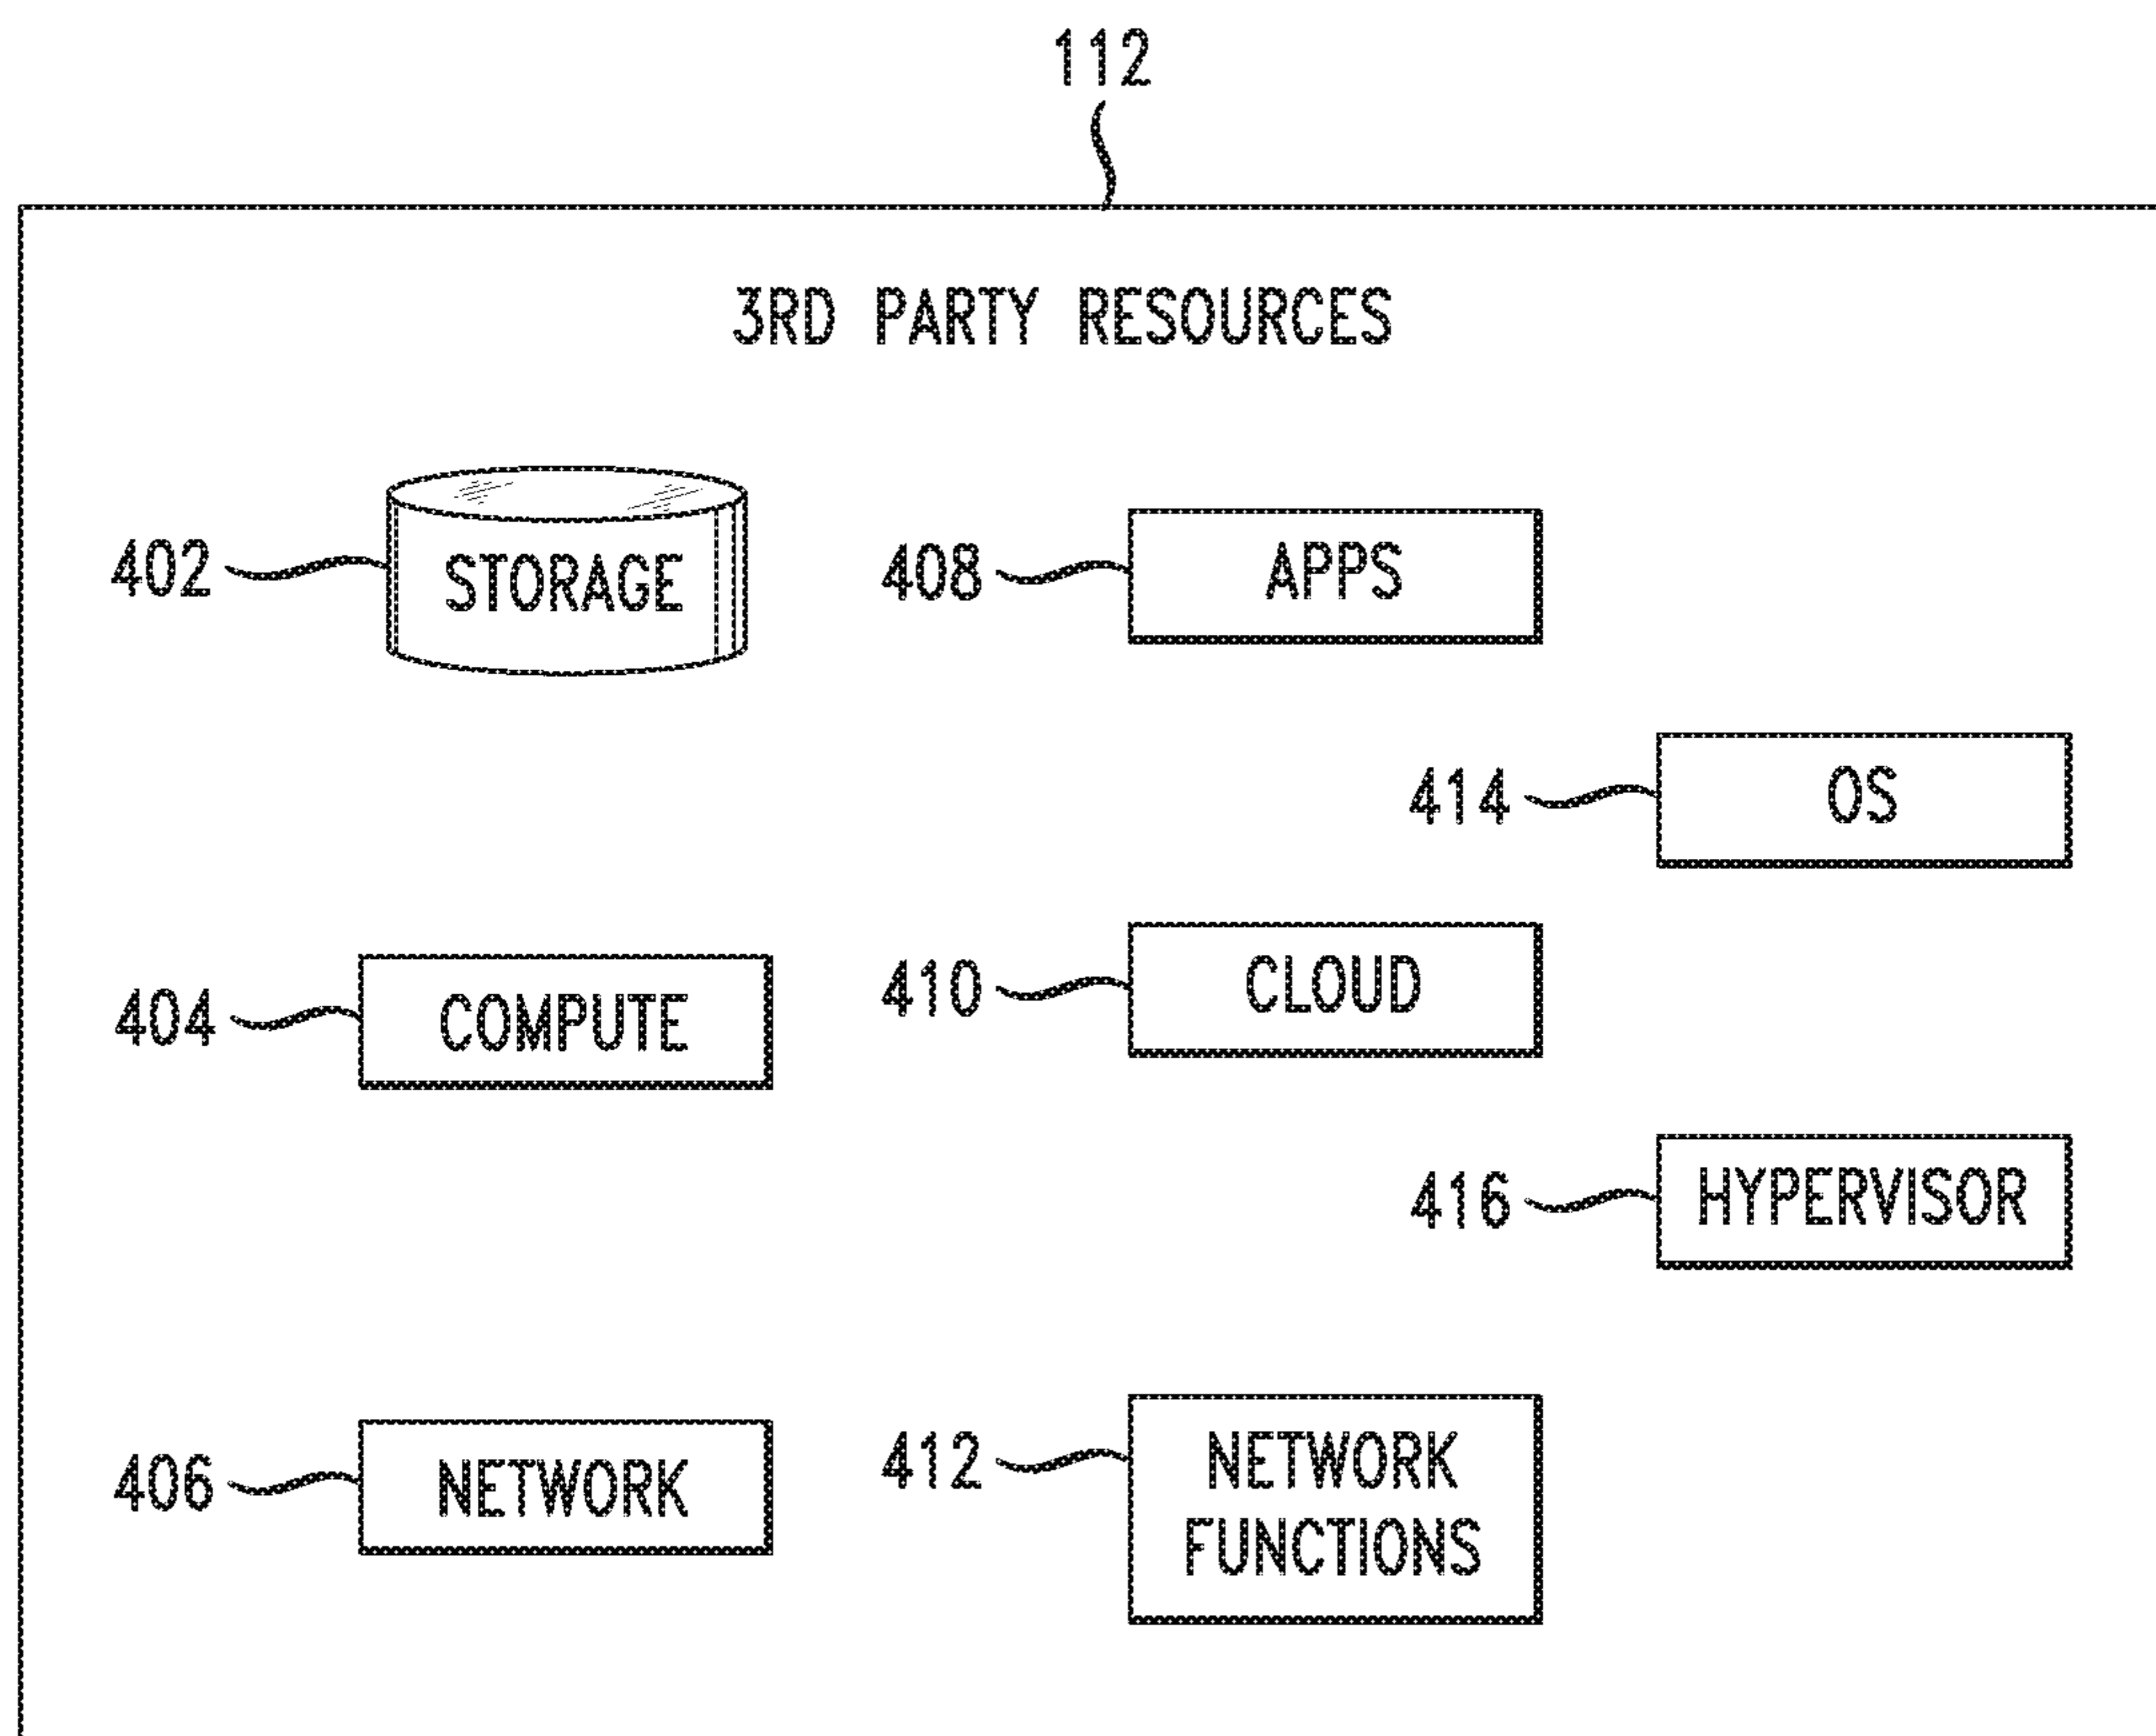 112
3RD PARTY RESOURCES
402 STORAGE
408 APPS
414 OS
404 COMPUTE
410 CLOUD
416 HYPERVISOR
406 NETWORK
412 NETWORK
FUNCTIONS